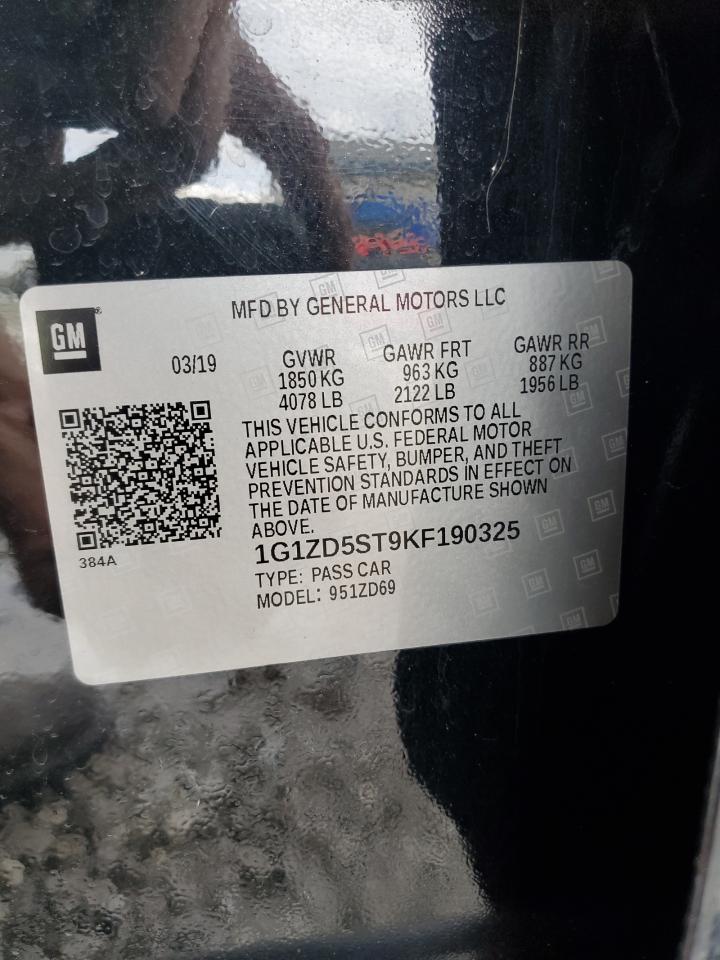 MFD BY GENERAL MOTORS LLC
GM
03/19
GVWR
1850 KG
4078 LB
GAWR FRT
963 KG
2122 LB
GAWR RR
887 KG
1956 LB
THIS VEHICLE CONFORMS TO ALL
APPLICABLE U.S. FEDERAL MOTOR
VEHICLE SAFETY, BUMPER, AND THEFT
PREVENTION STANDARDS IN EFFECT ON
THE DATE OF MANUFACTURE SHOWN
ABOVE.
384A
1G1ZD5ST9KF190325
TYPE: PASS CAR
MODEL: 951ZD69